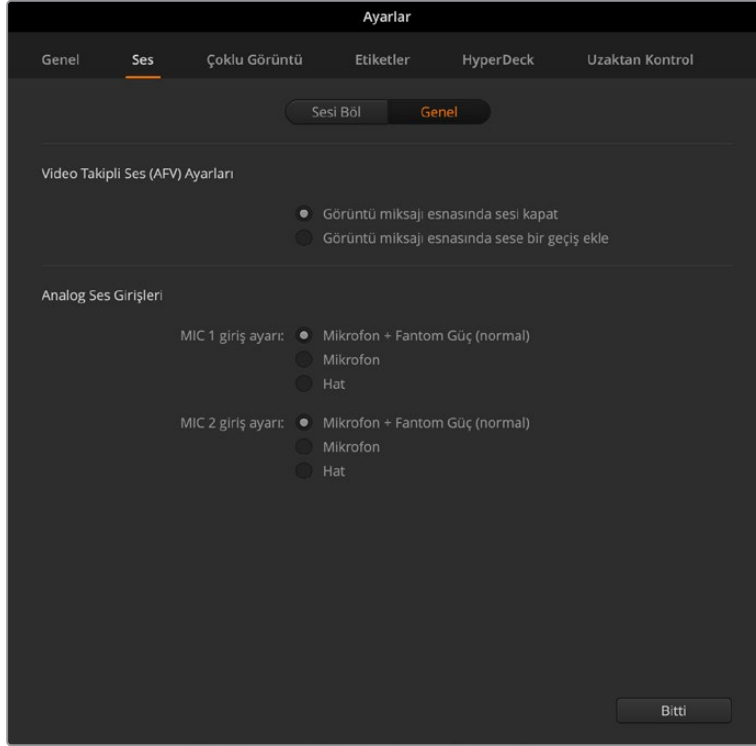 Ayarlar
Genel Ses Çoklu Görüntü Etiketler HyperDeck Uzaktan Kontrol
Sesi Böl Genel
Video Takipli Ses (AFV) Ayarları
Görüntü miksajı esnasında sesi kapat
Görüntü miksajı esnasında sese bir geçiş ekle
Analog Ses Girişleri
MIC 1 giriş ayarı: Mikrofon + Fantom Güç (normal)
Mikrofon
Hat
MIC 2 giriş ayarı: Mikrofon + Fantom Güç (normal)
Mikrofon
Hat
Bitti